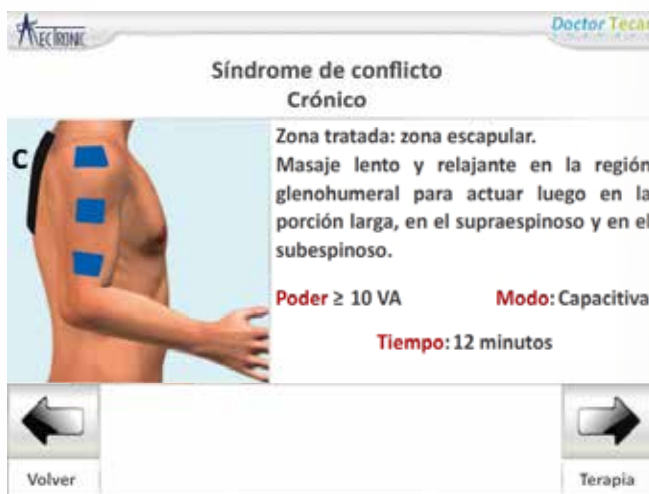 ALECTRONIC
Doctor Tecar
Síndrome de conflicto
Crónico
C
Zona tratada: zona escapular.
Masaje lento y relajante en la región
glenohumeral para actuar luego en la
porción larga, en el supraespinoso y en el
subespinoso.
Poder ≥ 10 VA Modo: Capacitiva
Tiempo: 12 minutos
Volver
Terapia